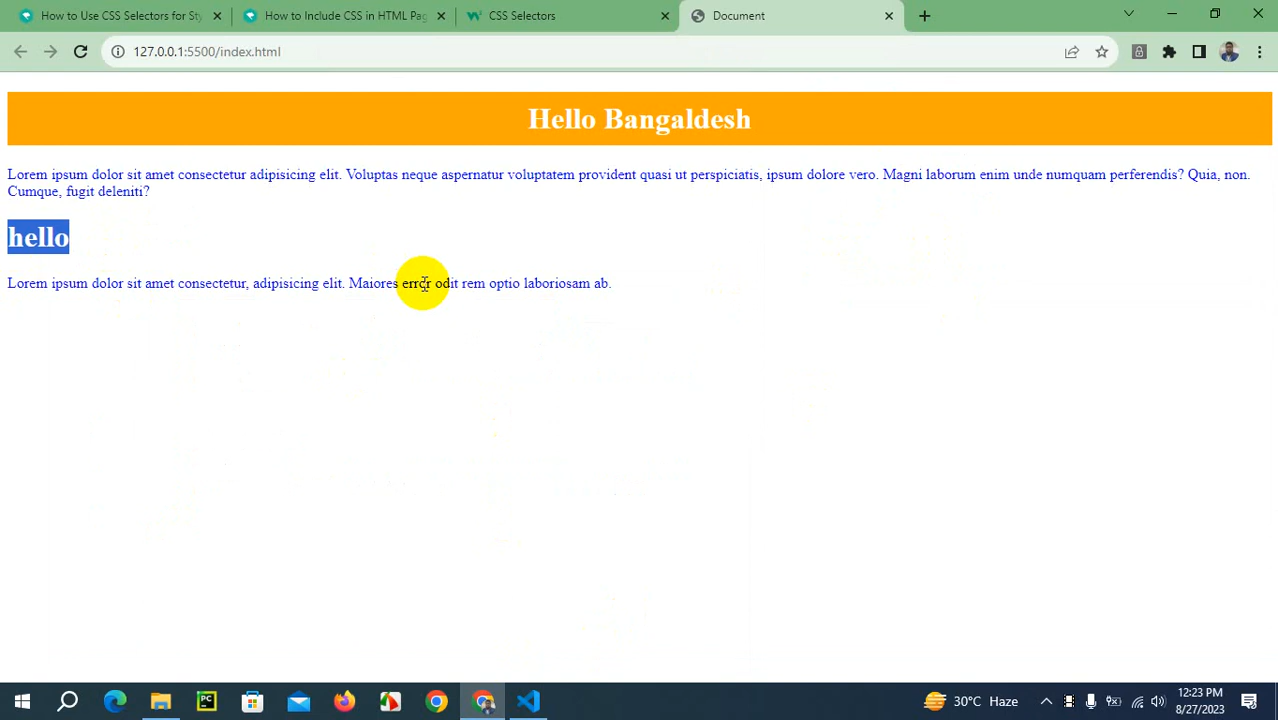 How to Use CSS Selectors for Sty
How to Include CSS in HTML Pag
CSS Selectors
Document
127.0.0.1:5500/index.html
Hello Bangaldesh
Lorem ipsum dolor sit amet consectetur adipisicing elit. Voluptas neque aspernatur voluptatem provident quasi ut perspiciatis, ipsum dolore vero. Magni laborum enim unde numquam perferendis? Quia, non.
Cumque, fugit deleniti?
hello
Lorem ipsum dolor sit amet consectetur, adipisicing elit. Maiores error odit rem optio laboriosam ab.
30°C Haze
12:23 PM
8/27/2023